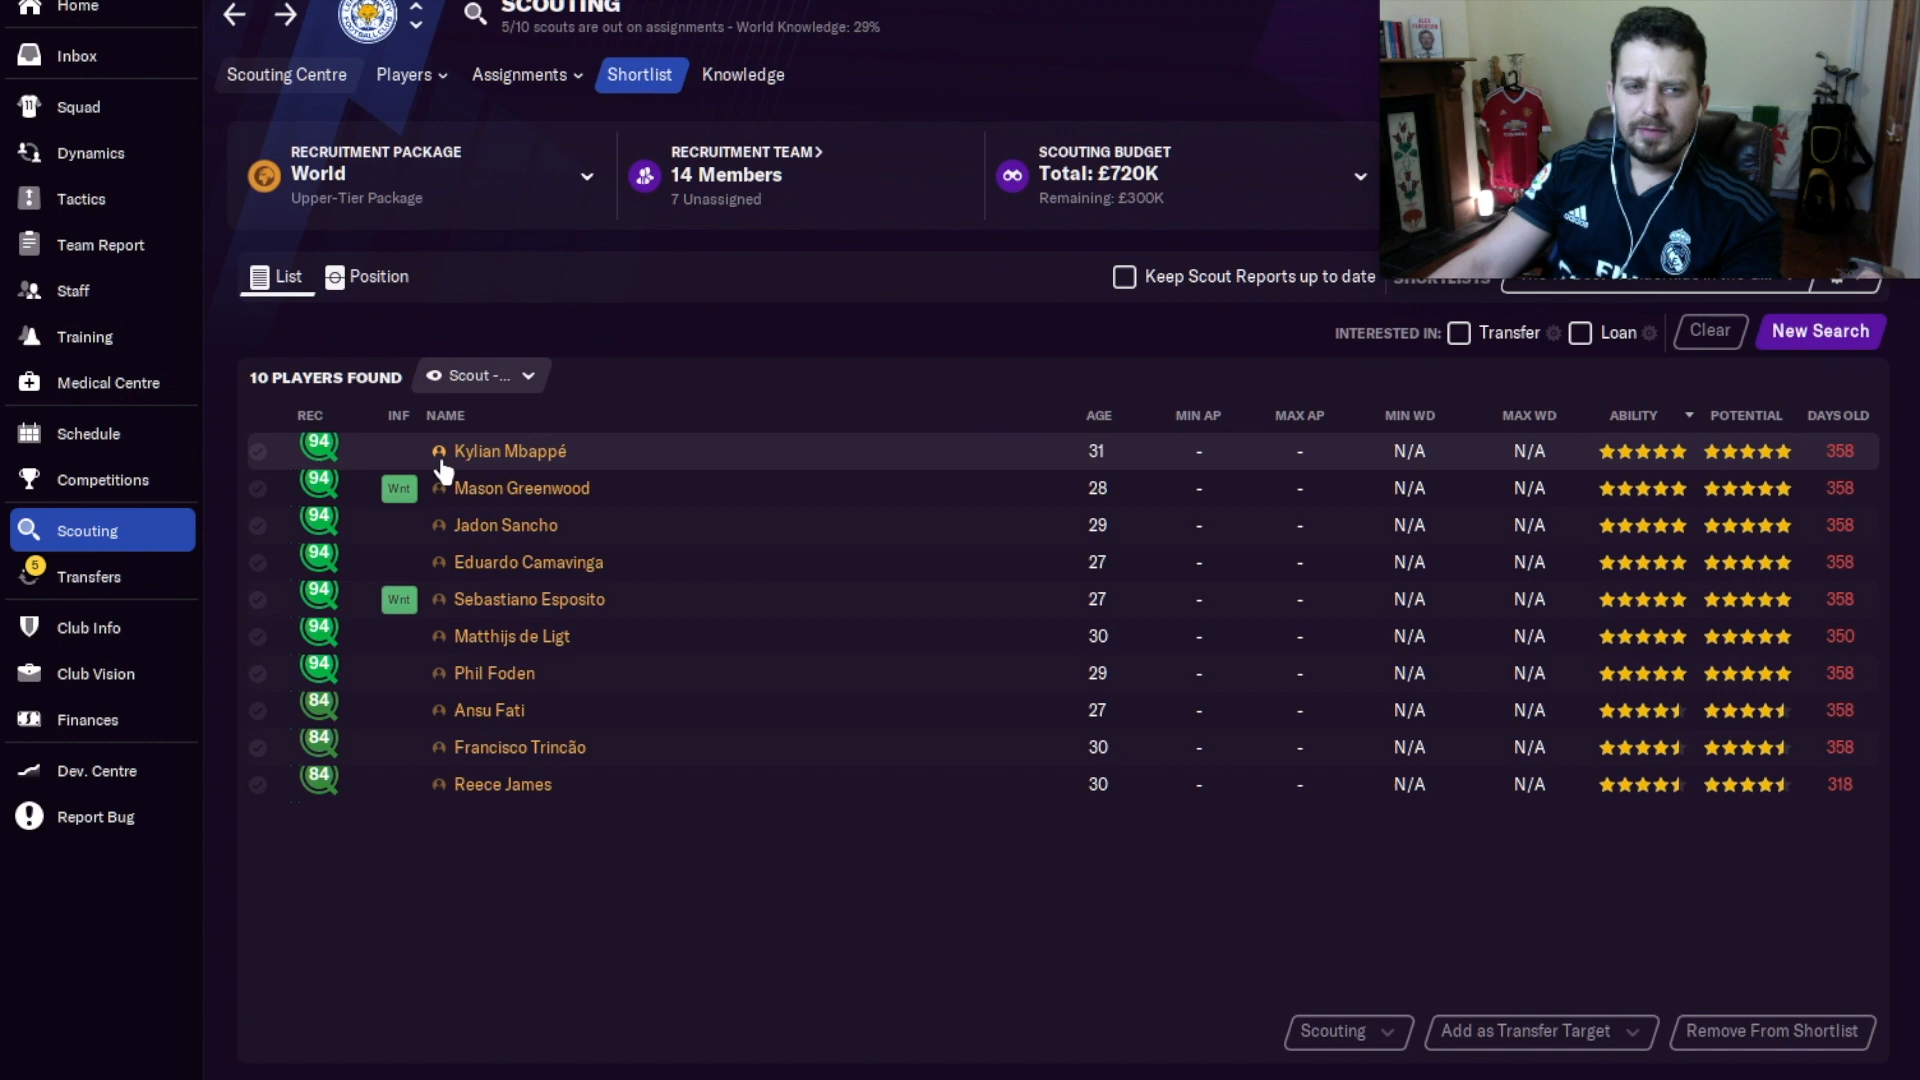 Home
SCOUTING
5/10 scouts are out on assignments - World Knowledge: 29%
Inbox
Squad
Dynamics
Tactics
Team Report
Staff
Training
Medical Centre
Schedule
Competitions
Scouting
5
Transfers
Club Info
Club Vision
Finances
Dev. Centre
Report Bug
Scouting Centre Players Assignments Shortlist Knowledge
RECRUITMENT PACKAGE
World
Upper-Tier Package
RECRUITMENT TEAM >
14 Members
7 Unassigned
SCOUTING BUDGET
Total: £720K
Remaining: £300K
List Position Keep Scout Reports up to date SHORTLISTS
INTERESTED IN: Transfer Loan Clear New Search
10 PLAYERS FOUND Scout -...
REC INF NAME AGE MIN AP MAX AP MIN WD MAX WD ABILITY POTENTIAL DAYS OLD
94 Kylian Mbappé 31 - - N/A N/A 358
94 Wnt Mason Greenwood 28 - - N/A N/A 358
94 Jadon Sancho 29 - - N/A N/A 358
94 Eduardo Camavinga 27 - - N/A N/A 358
94 Wnt Sebastiano Esposito 27 - - N/A N/A 358
94 Matthijs de Ligt 30 - - N/A N/A 350
94 Phil Foden 29 - - N/A N/A 358
84 Ansu Fati 27 - - N/A N/A 358
84 Francisco Trincão 30 - - N/A N/A 358
84 Reece James 30 - - N/A N/A 318
Scouting Add as Transfer Target Remove From Shortlist